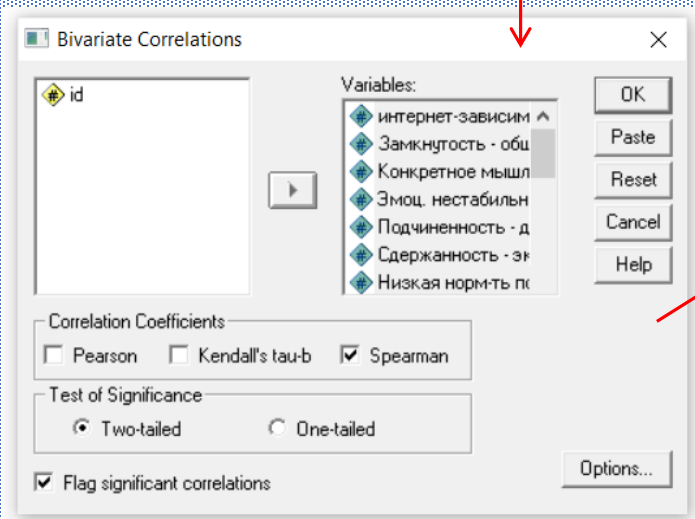 Bivariate Correlations
id
Variables:
интернет-зависим
Замкнутость - общ
Конкретное мышл
Эмоц. нестабильн
Подчиненность - д
Сдержанность - эк
Низкая норм-ть по
OK
Paste
Reset
Cancel
Help
Correlation Coefficients
Pearson
Kendall's tau-b
Spearman
Test of Significance
Two-tailed
One-tailed
Flag significant correlations
Options...